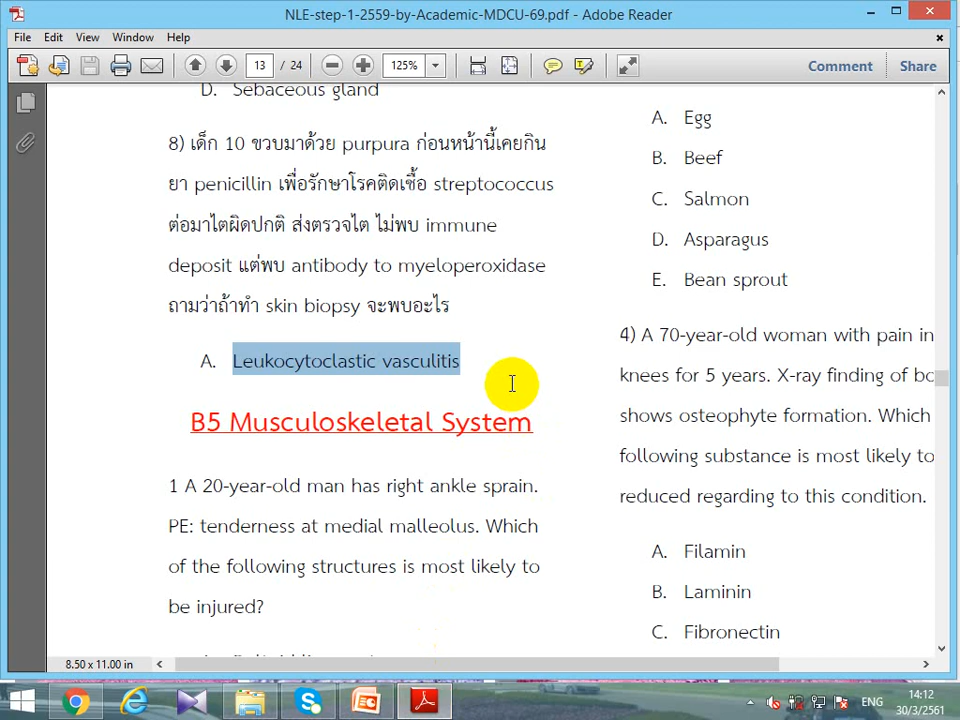 NLE-step-1-2559-by-Academic-MDCU-69.pdf - Adobe Reader
File Edit View Window Help
13 / 24 125% Comment Share
D. Sebaceous gland
8) เด็ก 10 ขวบมาด้วย purpura ก่อนหน้านี้เคยกิน
ยา penicillin เพื่อรักษาโรคติดเชื้อ streptococcus
ต่อมาไตผิดปกติ ส่งตรวจไต ไม่พบ immune
deposit แต่พบ antibody to myeloperoxidase
ถามว่าถ้าทำ skin biopsy จะพบอะไร
A. Leukocytoclastic vasculitis
B5 Musculoskeletal System
1 A 20-year-old man has right ankle sprain.
PE: tenderness at medial malleolus. Which
of the following structures is most likely to
be injured?
A. Egg
B. Beef
C. Salmon
D. Asparagus
E. Bean sprout
4) A 70-year-old woman with pain in
knees for 5 years. X-ray finding of bo
shows osteophyte formation. Which
following substance is most likely to
reduced regarding to this condition.
A. Filamin
B. Laminin
C. Fibronectin
8.50 x 11.00 in
ENG
14:12
30/3/2561